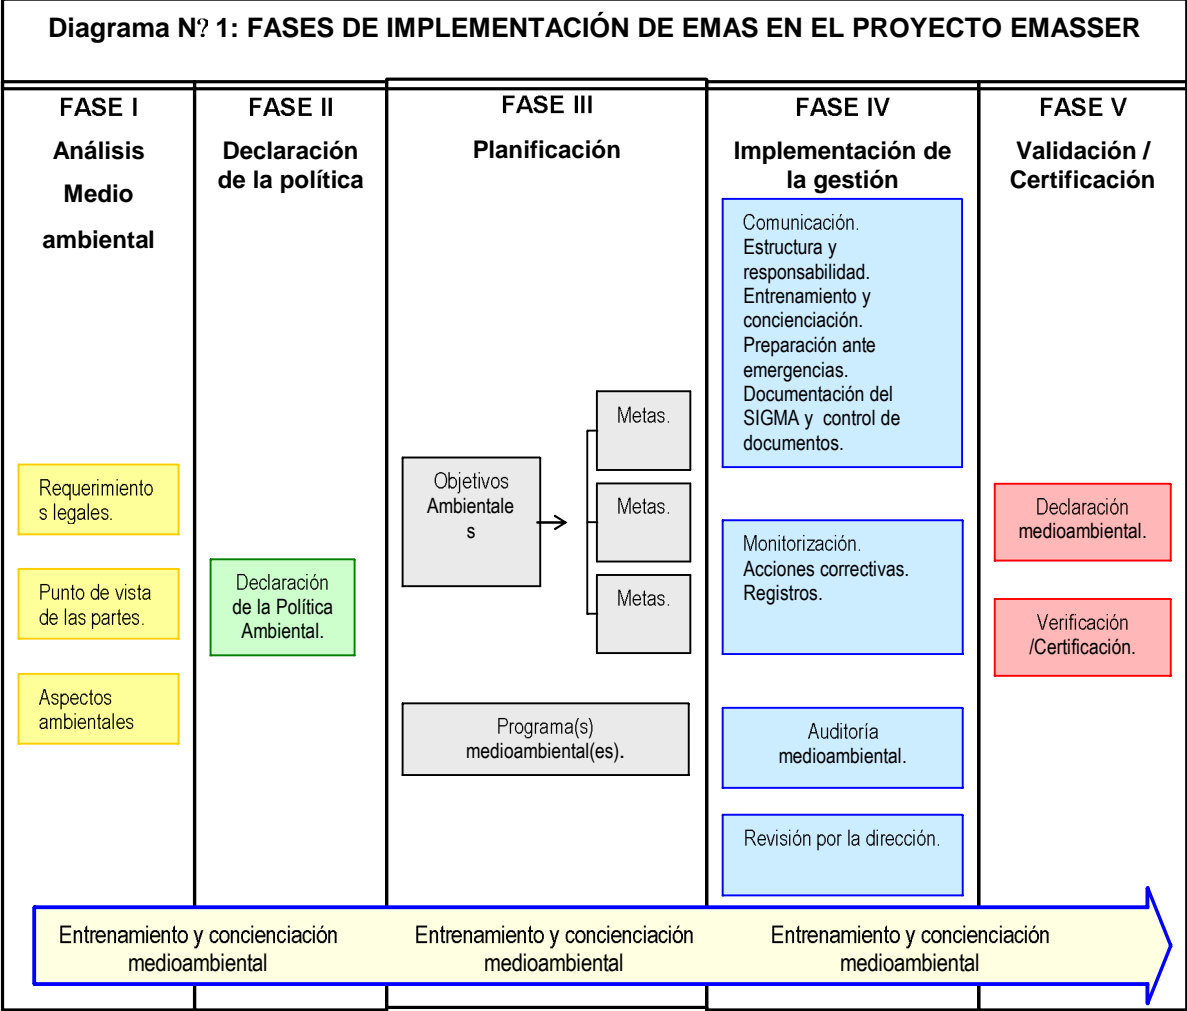 Diagrama N? 1: FASES DE IMPLEMENTACIÓN DE EMAS EN EL PROYECTO EMASSER
FASE I
Análisis
Medio
ambiental
Requerimiento
s legales.
Punto de vista
de las partes.
Aspectos
ambientales
FASE II
Declaración
de la política
Declaración
de la Política
Ambiental.
FASE III
Planificación
Objetivos
Ambientale
s
Metas.
Metas.
Metas.
Programa(s)
medioambiental(es).
FASE IV
Implementación de
la gestión
Comunicación.
Estructura y
responsabilidad.
Entrenamiento y
concienciación.
Preparación ante
emergencias.
Documentación del
SIGMA y control de
documentos.
Monitorización.
Acciones correctivas.
Registros.
Auditoría
medioambiental.
Revisión por la dirección.
FASE V
Validación /
Certificación
Declaración
medioambiental.
Verificación
/Certificación.
Entrenamiento y concienciación
medioambiental
Entrenamiento y concienciación
medioambiental
Entrenamiento y concienciación
medioambiental